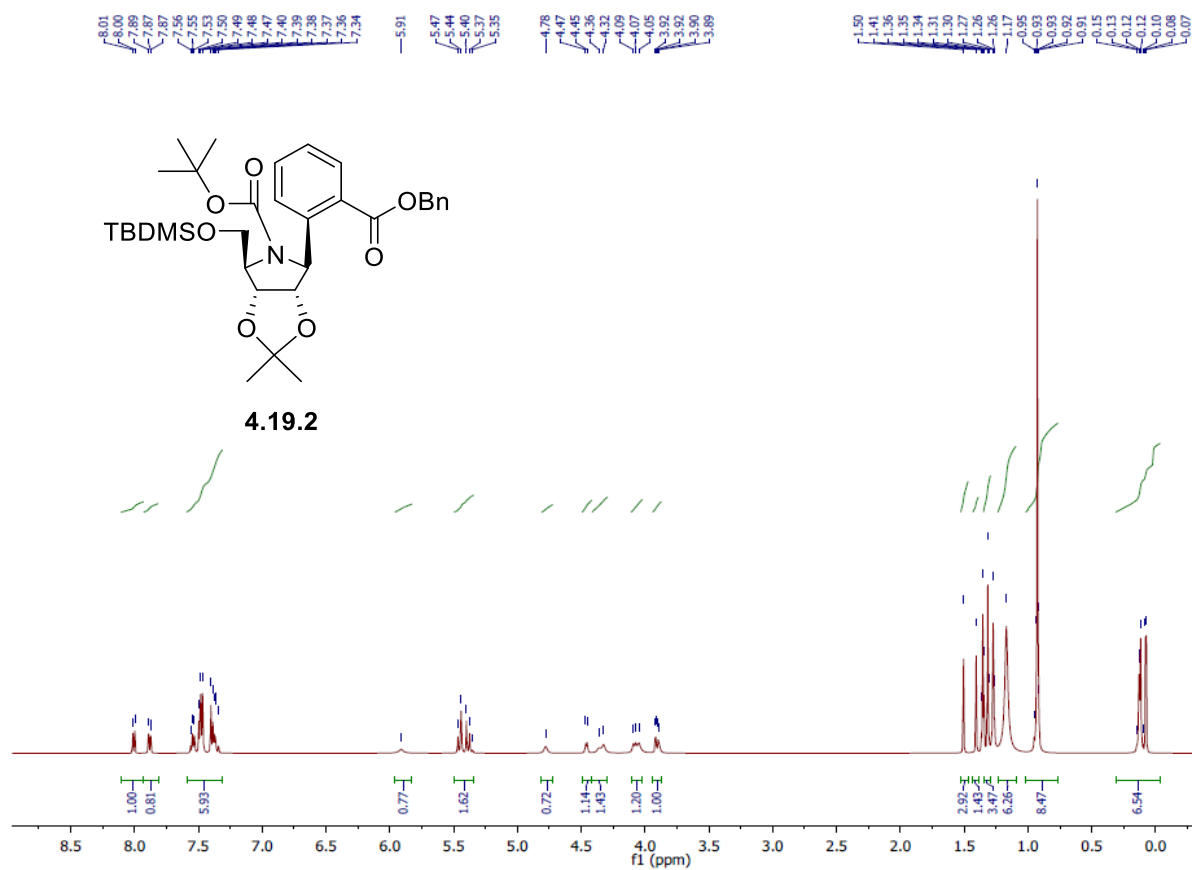 8.01 8.00 7.89 7.87 7.87 7.56 7.55 7.53 7.50 7.49 7.48 7.47 7.40 7.39 7.38 7.37 7.36 7.34 5.91 5.47 5.44 5.40 5.37 5.35 4.78 4.47 4.45 4.36 4.32 4.09 4.07 4.05 3.92 3.92 3.90 3.89 1.50 1.41 1.36 1.35 1.34 1.31 1.30 1.27 1.26 1.26 1.17 0.95 0.93 0.93 0.92 0.91 0.15 0.13 0.12 0.12 0.10 0.08 0.07
O
O
OBn
TBDMSO
N
O
O
O
4.19.2
1.00 0.81 5.93 0.77 1.62 0.72 1.14 1.43 1.20 1.00 2.92 1.43 3.47 6.26 8.47 6.54
8.5 8.0 7.5 7.0 6.5 6.0 5.5 5.0 4.5 4.0 3.5 3.0 2.5 2.0 1.5 1.0 0.5 0.0
f1 (ppm)